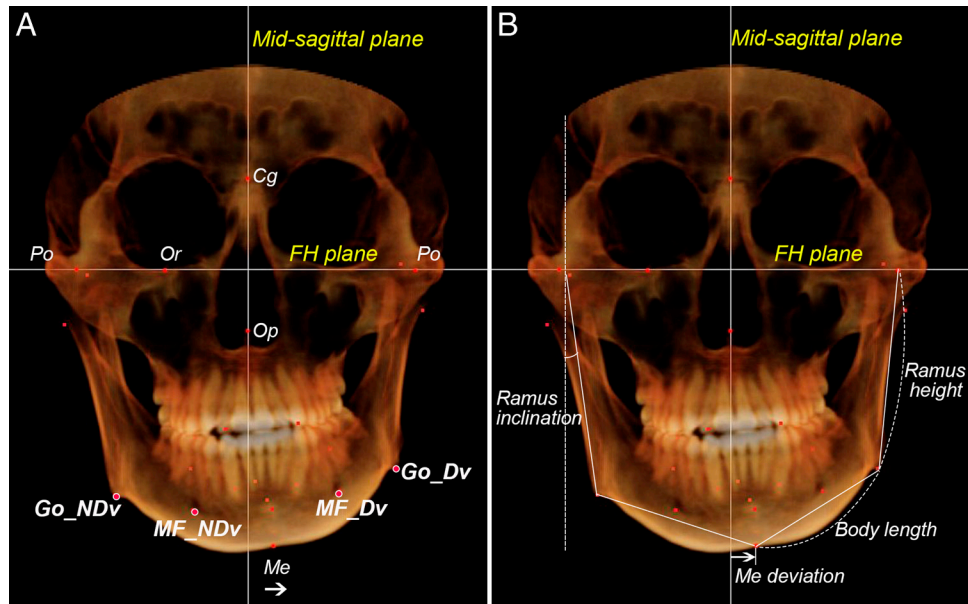 A
Mid-sagittal plane
Cg
Po
Or
FH plane
Po
Op
Go_Dv
Go_NDv
MF_NDv
MF_Dv
Me
B
Mid-sagittal plane
FH plane
Ramus
inclination
Ramus
height
Body length
Me deviation